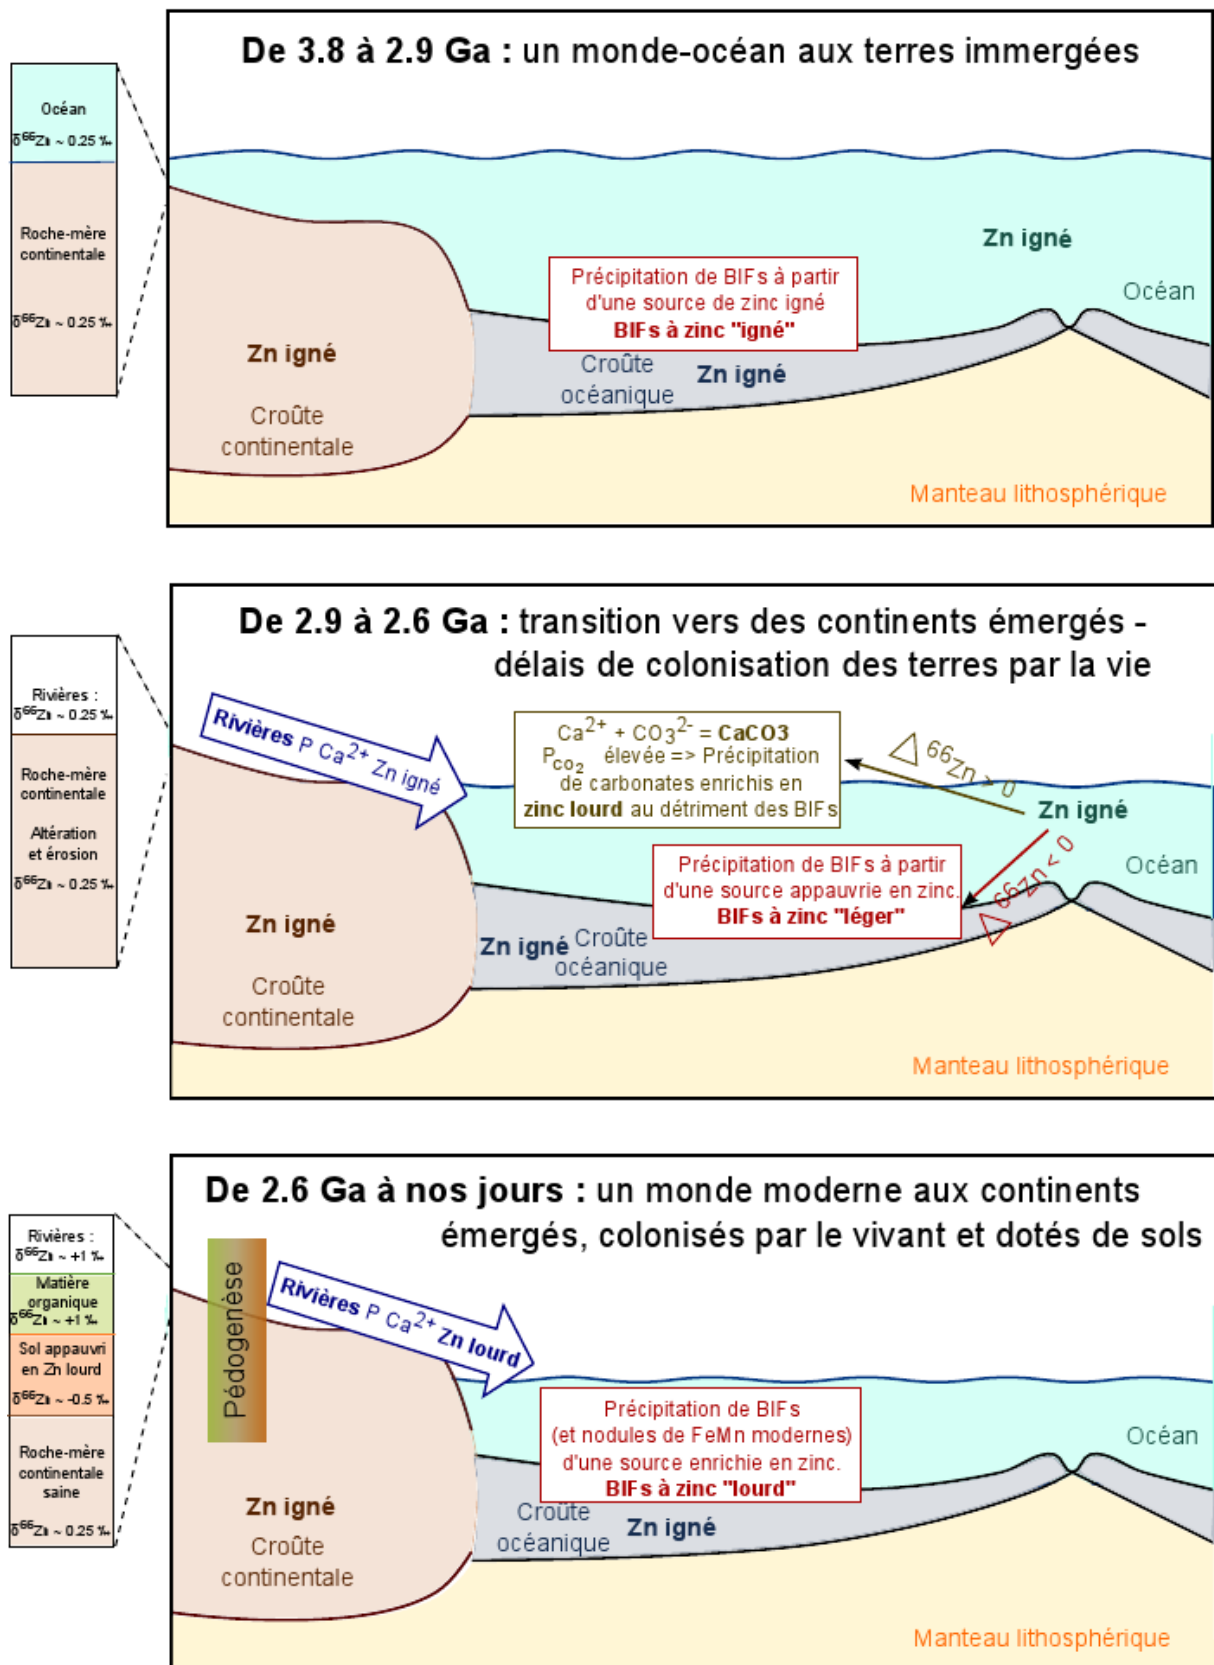 De 3.8 à 2.9 Ga : un monde-océan aux terres immergées
Océan
δ⁶⁶Zn ~ 0.25 ‰
Roche-mère
continentale
δ⁶⁶Zn ~ 0.25 ‰
Zn igné
Océan
Précipitation de BIFs à partir
d'une source de zinc igné
BIFs à zinc "igné"
Zn igné
Croûte
continentale
Croûte
océanique
Zn igné
Manteau lithosphérique
De 2.9 à 2.6 Ga : transition vers des continents émergés -
délais de colonisation des terres par la vie
Rivières :
δ⁶⁶Zn ~ 0.25 ‰
Roche-mère
continentale
Altération
et érosion
δ⁶⁶Zn ~ 0.25 ‰
Rivières P Ca²⁺ Zn igné
Ca²⁺ + CO₃²⁻ = CaCO3
P_CO₂ élevée => Précipitation
de carbonates enrichis en
zinc lourd au détriment des BIFs
△ ⁶⁶Zn > 0
Zn igné
△ ⁶⁶Zn < 0
Océan
Précipitation de BIFs à partir
d'une source appauvrie en zinc.
BIFs à zinc "léger"
Zn igné
Croûte
continentale
Zn igné
Croûte
océanique
Manteau lithosphérique
De 2.6 Ga à nos jours : un monde moderne aux continents
émergés, colonisés par le vivant et dotés de sols
Rivières :
δ⁶⁶Zn ~ +1 ‰
Matière
organique
δ⁶⁶Zn ~ +1 ‰
Sol appauvri
en Zn lourd
δ⁶⁶Zn ~ -0.5 ‰
Roche-mère
continentale
saine
δ⁶⁶Zn ~ 0.25 ‰
Pédogenèse
Rivières P Ca²⁺ Zn lourd
Précipitation de BIFs
(et nodules de FeMn modernes)
d'une source enrichie en zinc.
BIFs à zinc "lourd"
Océan
Zn igné
Croûte
continentale
Croûte
océanique
Zn igné
Manteau lithosphérique